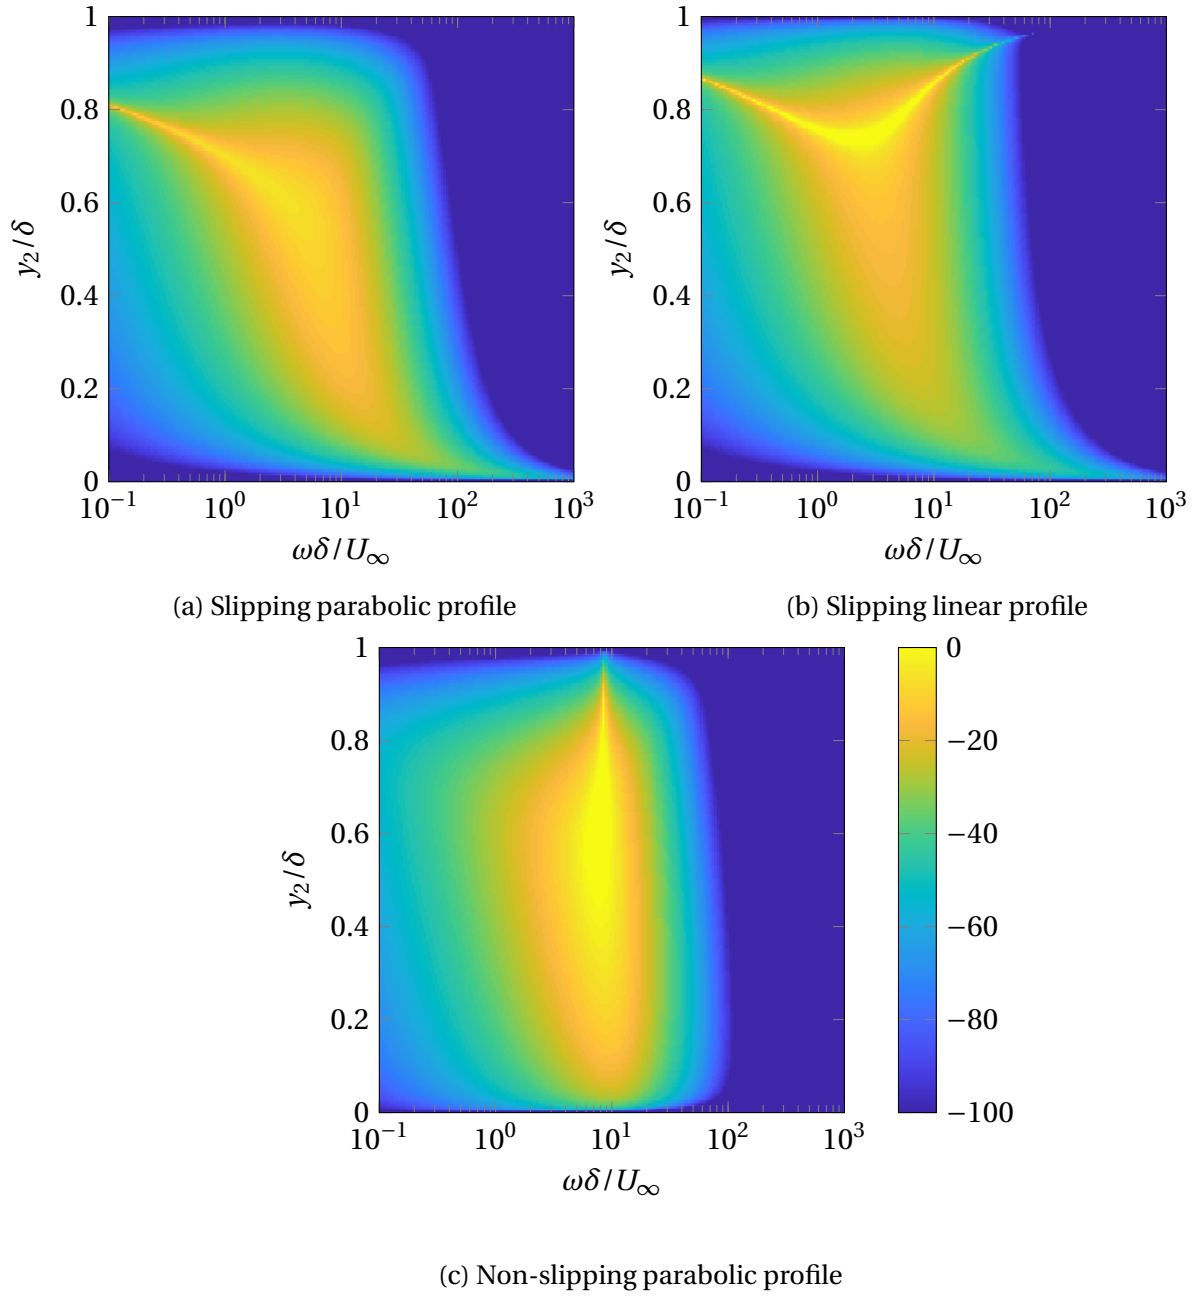 1
0.8
0.6
0.4
0.2
0
y₂/δ
10⁻¹ 10⁰ 10¹ 10² 10³
ωδ/U∞
(a) Slipping parabolic profile
1
0.8
0.6
0.4
0.2
0
y₂/δ
10⁻¹ 10⁰ 10¹ 10² 10³
ωδ/U∞
(b) Slipping linear profile
1
0.8
0.6
0.4
0.2
0
y₂/δ
10⁻¹ 10⁰ 10¹ 10² 10³
ωδ/U∞
0
−20
−40
−60
−80
−100
(c) Non-slipping parabolic profile